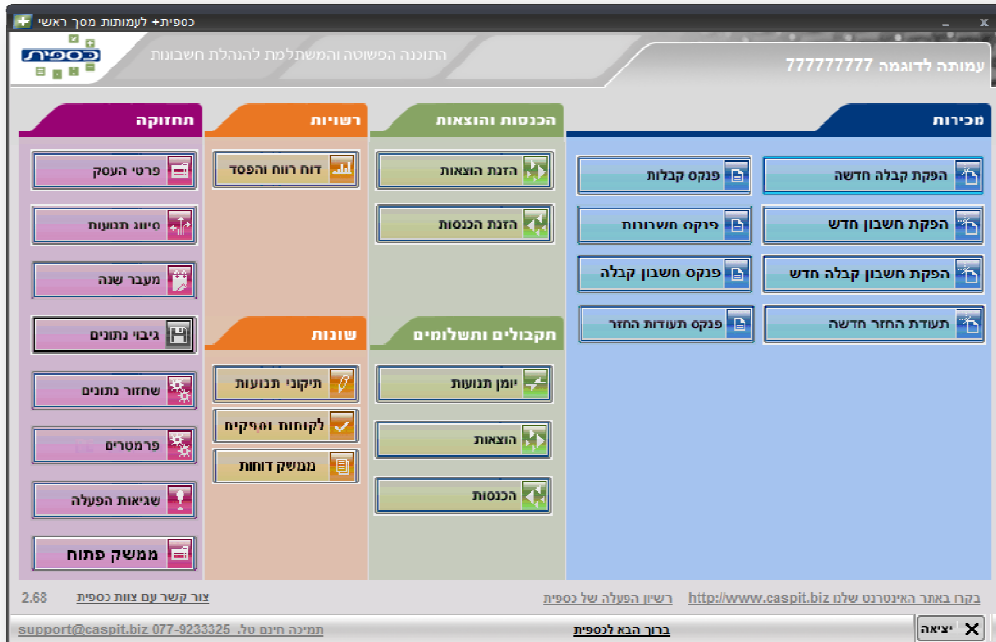 כספית+ לעמותות מסך ראשי
כספית
התוכנה הפשוטה והמשתלמת להנהלת חשבונות
עמותה לדוגמה 777777777
מכירות
הפקת קבלה חדשה
פנקס קבלות
הפקת חשבון חדש
פנקס חשבונות
הפקת חשבון קבלה חדש
פנקס חשבון קבלה
תעודת החזר חדשה
פנקס תעודות החזר
הכנסות והוצאות
הזנת הוצאות
הזנת הכנסות
תקבולים ותשלומים
יומן תנועות
הוצאות
הכנסות
רשויות
דוח רווח והפסד
שונות
תיקוני תנועות
לקוחות וספקים
ממשק דוחות
תחזוקה
פרטי העסק
סיווג תנועות
מעבר שנה
גיבוי נתונים
שחזור נתונים
פרמטרים
שגיאות הפעלה
ממשק פתוח
בקרו באתר האינטרנט שלנו http://www.caspit.biz
רשיון הפעלה של כספית
צור קשר עם צוות כספית
2.68
יציאה
ברוך הבא לכספית
תמיכה חינם טל. 077-9233325 support@caspit.biz